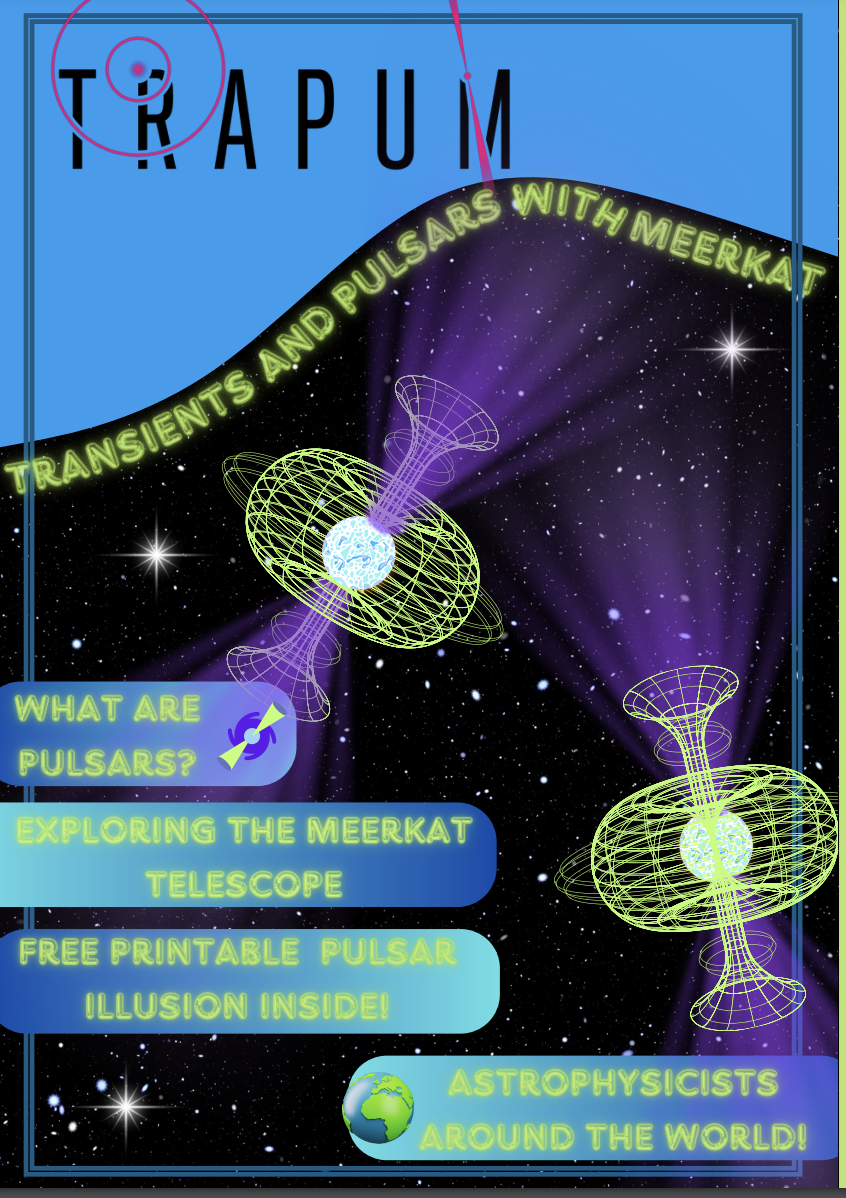 TRAPUM
TRANSIENTS AND PULSARS WITH MEERKAT
WHAT ARE
PULSARS?
EXPLORING THE MEERKAT
TELESCOPE
FREE PRINTABLE PULSAR
ILLUSION INSIDE!
ASTROPHYSICISTS
AROUND THE WORLD!